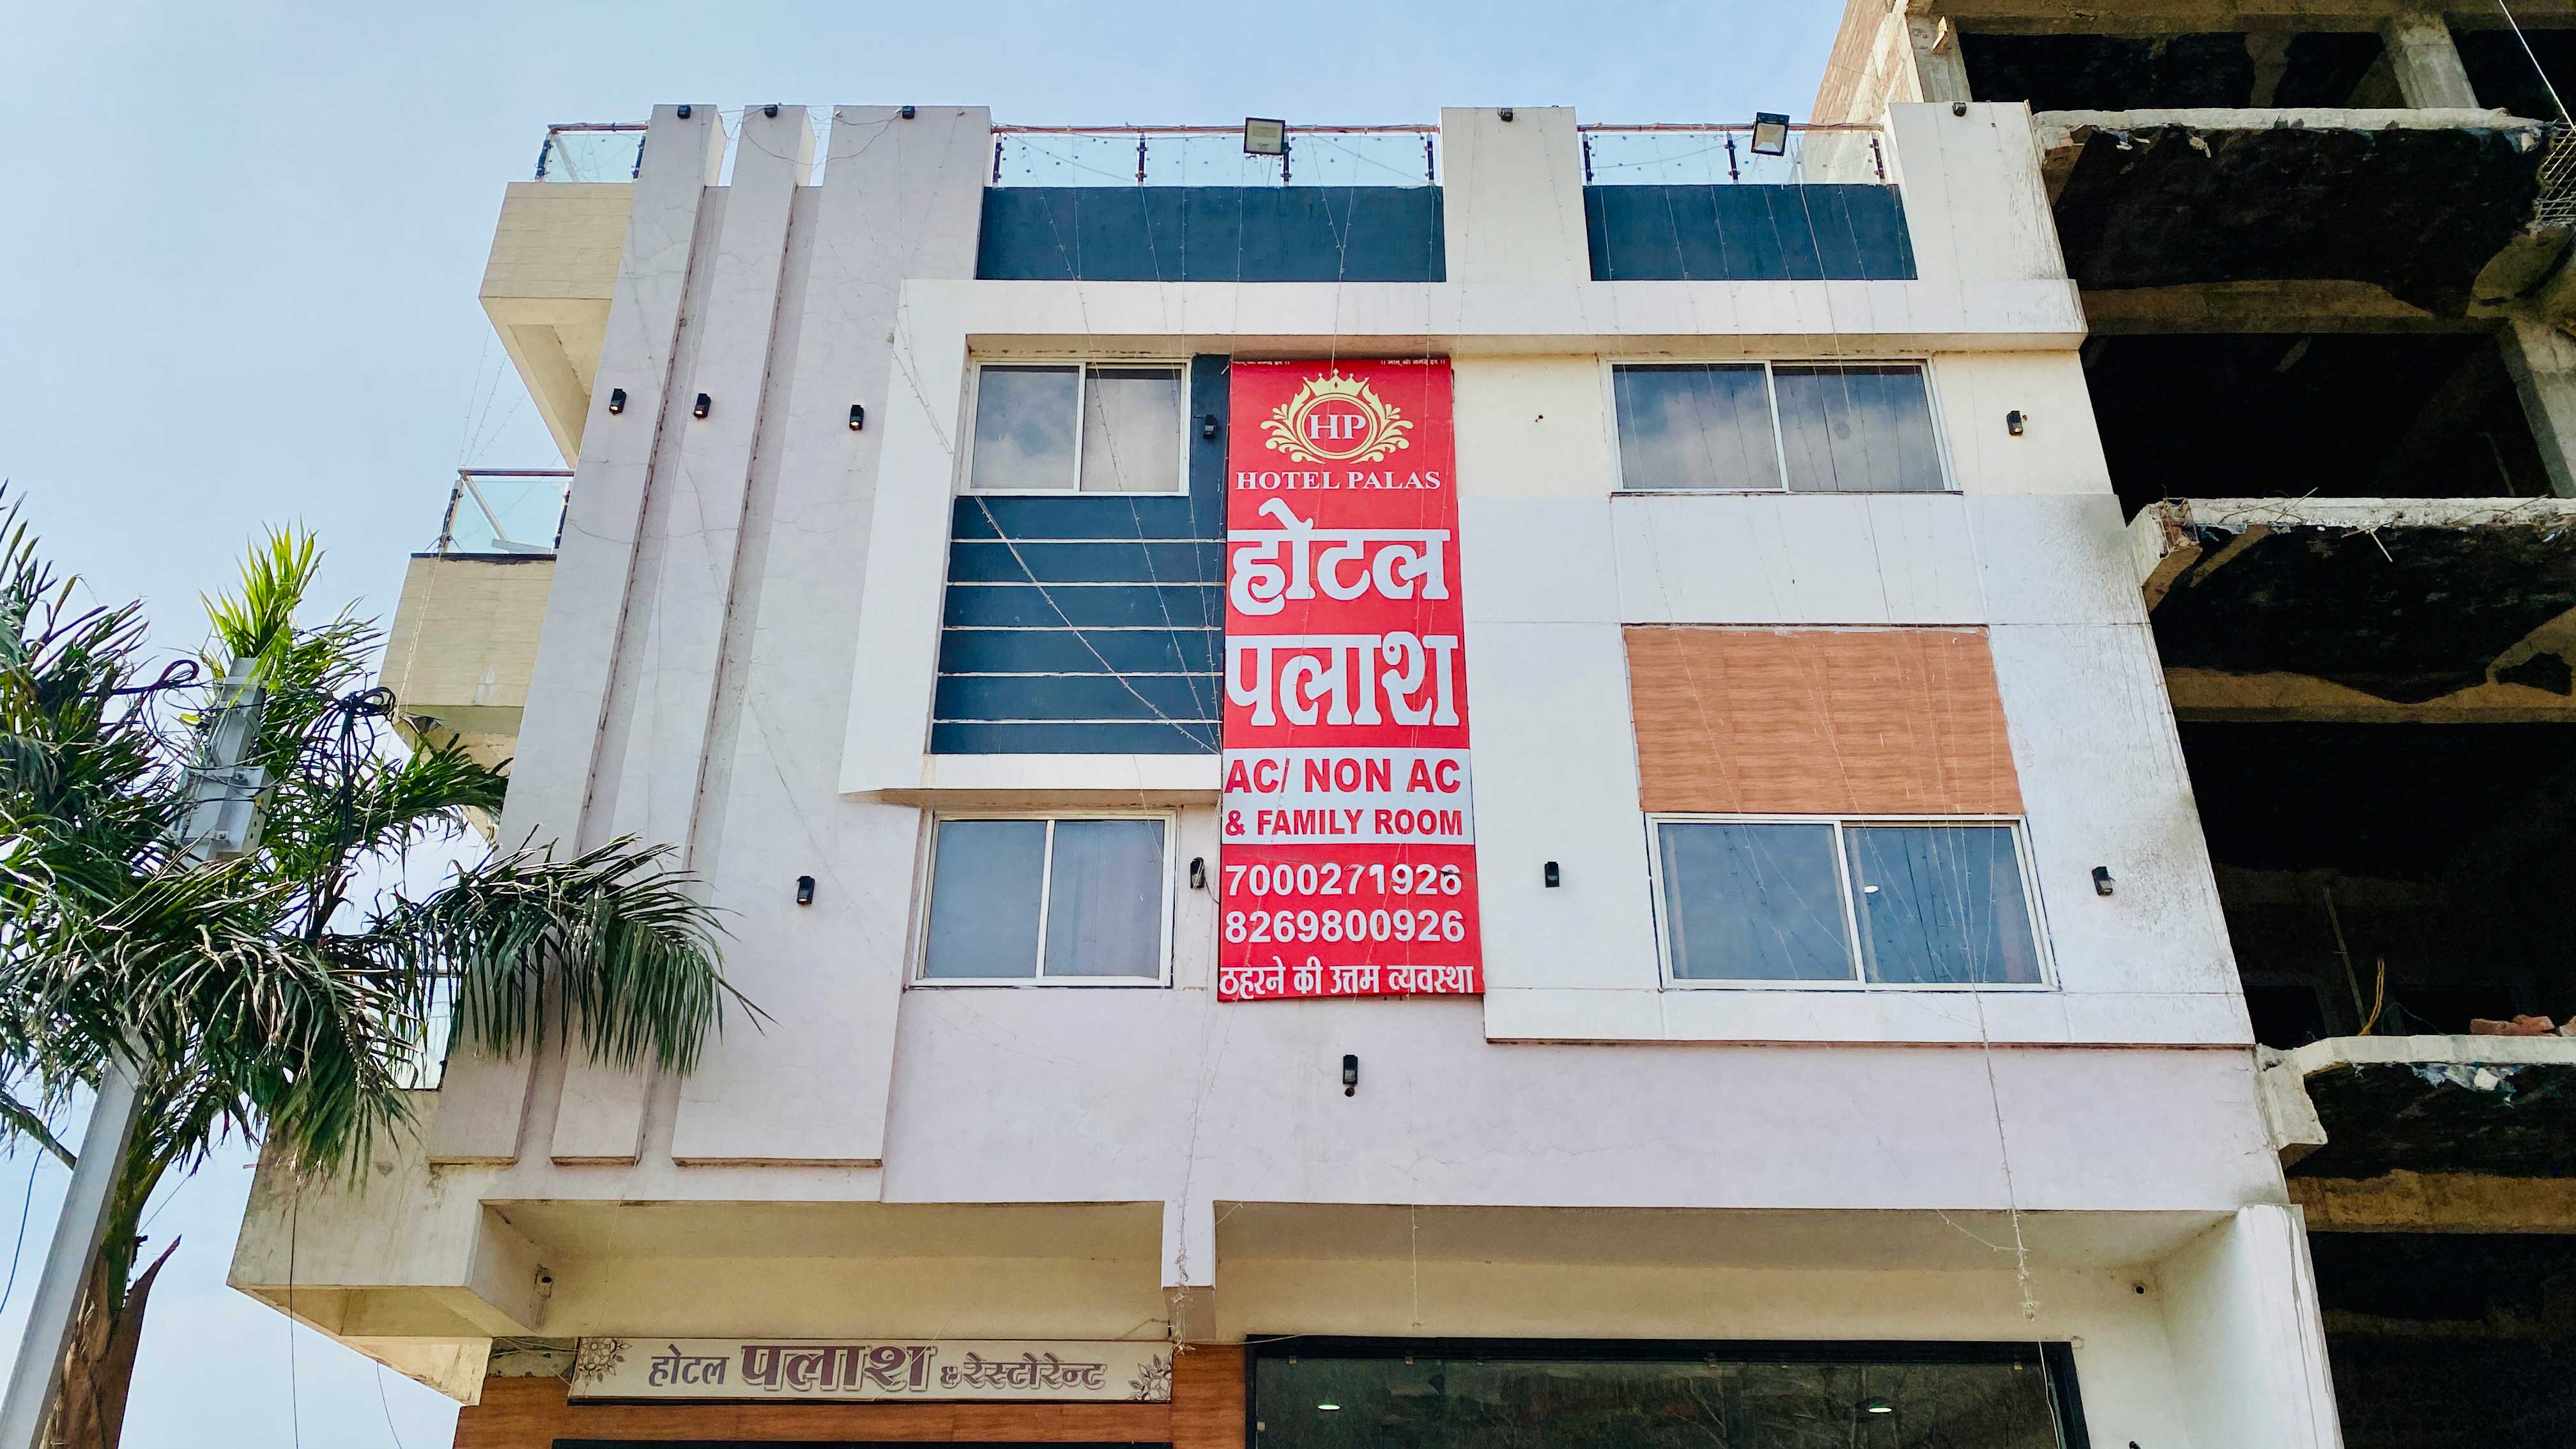 HP
HOTEL PALAS
होटल
पलाश
AC/ NON AC
& FAMILY ROOM
7000271926
8269800926
ठहरने की उत्तम व्यवस्था
होटल पलाश & रेस्टोरेन्ट